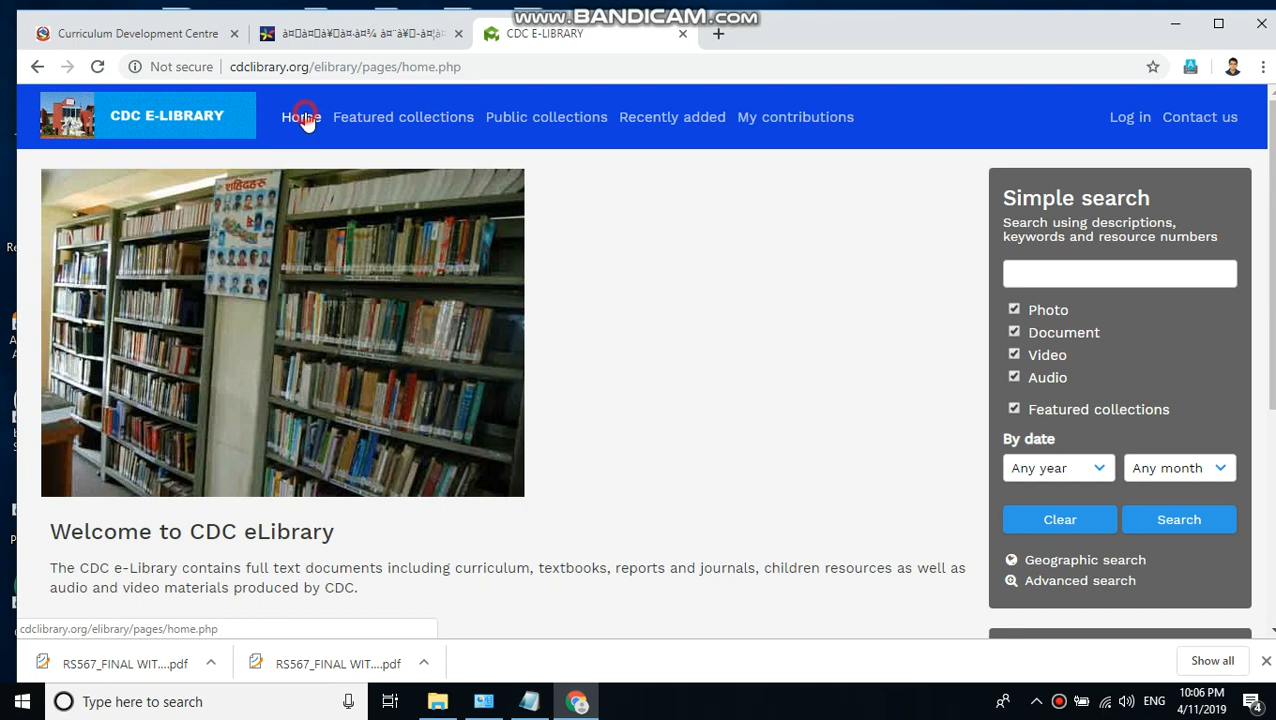 www.BANDICAM.com
Curriculum Development Centre
CDC E-LIBRARY
Not secure
cdclibrary.org/elibrary/pages/home.php
CDC E-LIBRARY
Home
Featured collections
Public collections
Recently added
My contributions
Log in
Contact us
शहिदहरू
Simple search
Search using descriptions,
keywords and resource numbers
Photo
Document
Video
Audio
Featured collections
By date
Any year
Any month
Clear
Search
Geographic search
Advanced search
Welcome to CDC eLibrary
The CDC e-Library contains full text documents including curriculum, textbooks, reports and journals, children resources as well as
audio and video materials produced by CDC.
cdclibrary.org/elibrary/pages/home.php
RS567_FINAL WIT....pdf
RS567_FINAL WIT....pdf
Show all
Type here to search
ENG
10:06 PM
4/11/2019
4